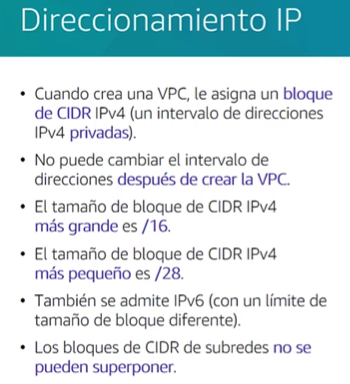 Direccionamiento IP
• Cuando crea una VPC, le asigna un bloque
de CIDR IPv4 (un intervalo de direcciones
IPv4 privadas).
• No puede cambiar el intervalo de
direcciones después de crear la VPC.
• El tamaño de bloque de CIDR IPv4
más grande es /16.
• El tamaño de bloque de CIDR IPv4
más pequeño es /28.
• También se admite IPv6 (con un límite de
tamaño de bloque diferente).
• Los bloques de CIDR de subredes no se
pueden superponer.